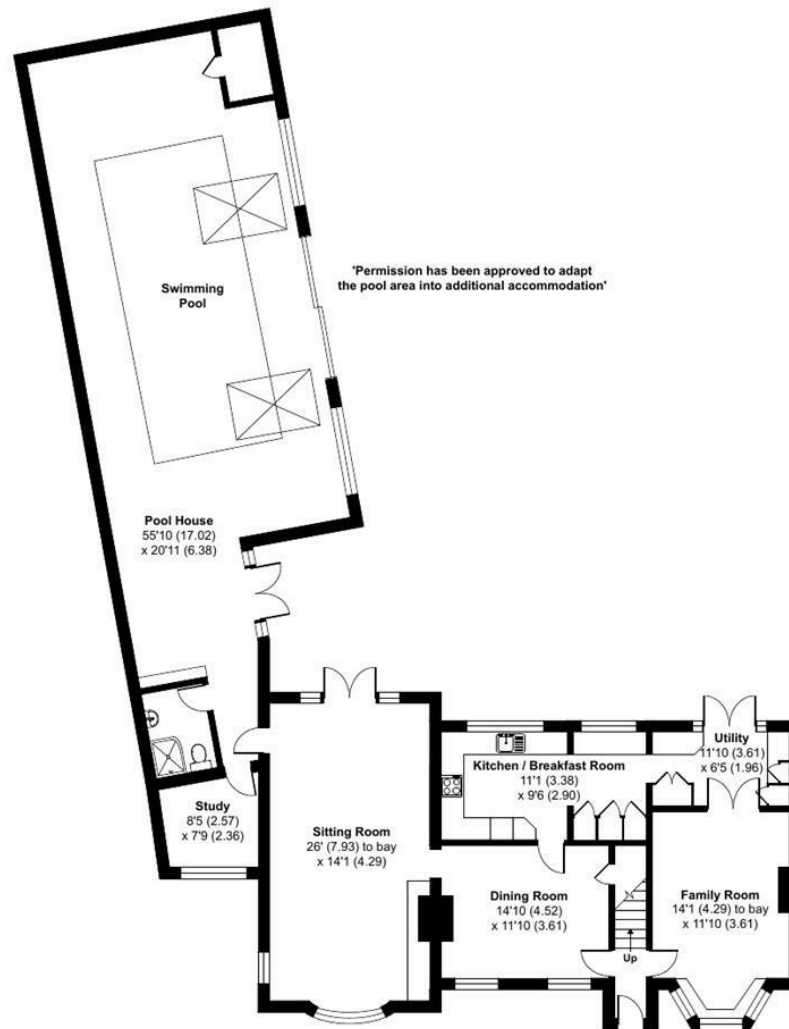 'Permission has been approved to adapt
the pool area into additional accommodation'
Swimming
Pool
Pool House
55'10 (17.02)
x 20'11 (6.38)
Utility
11'10 (3.61)
x 6'5 (1.96)
Kitchen / Breakfast Room
11'1 (3.38)
x 9'6 (2.90)
Study
8'5 (2.57)
x 7'9 (2.36)
Sitting Room
26' (7.93) to bay
x 14'1 (4.29)
Dining Room
14'10 (4.52)
x 11'10 (3.61)
Family Room
14'1 (4.29) to bay
x 11'10 (3.61)
Up